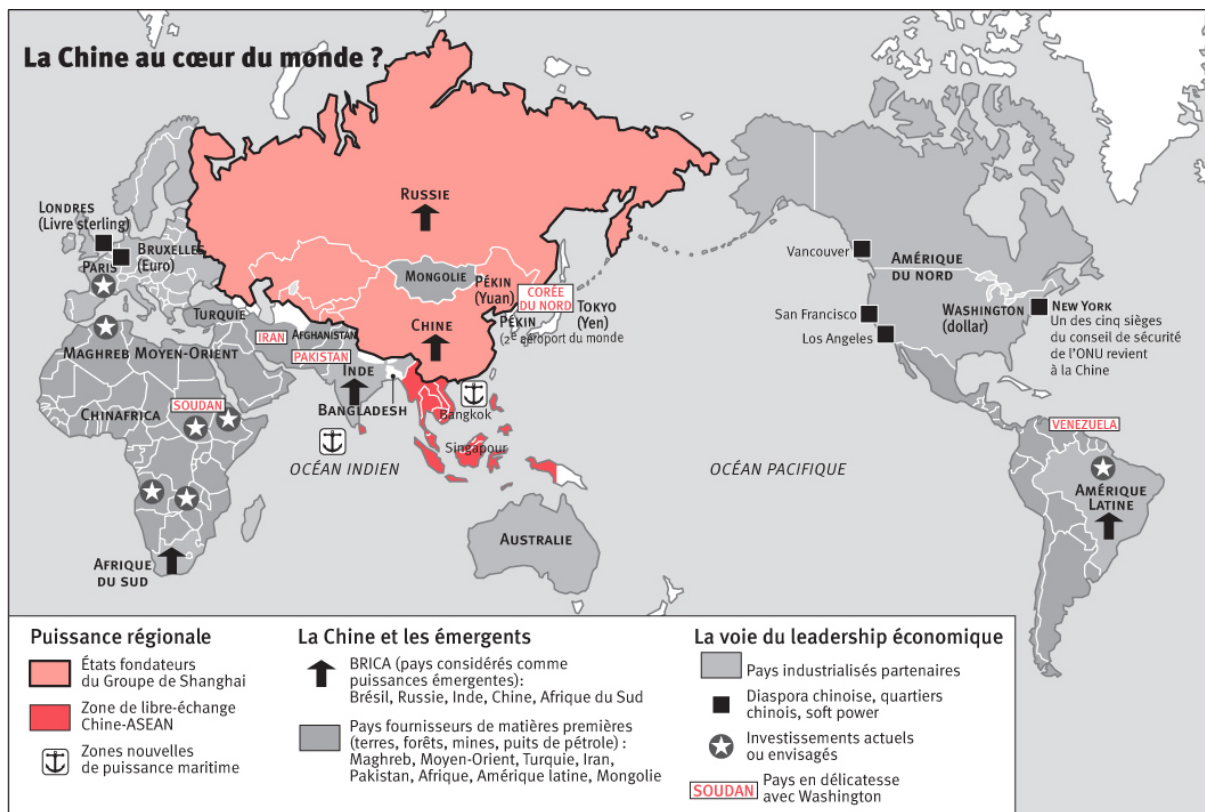 La Chine au cœur du monde ?
RUSSIE
LONDRES
(Livre sterling)
BRUXELLES
(Euro)
PARIS
MONGOLIE
PÉKIN
(Yuan)
CORÉE
DU NORD
TOKYO
(Yen)
PÉKIN
(2E aéroport du monde
TURQUIE
IRAN
AFGHANISTAN
CHINE
PAKISTAN
MAGHREB MOYEN-ORIENT
INDE
BANGLADESH
CHINAFRICA
SOUDAN
Bangkok
Singapour
OCÉAN INDIEN
OCÉAN PACIFIQUE
AUSTRALIE
AFRIQUE
DU SUD
Vancouver
AMÉRIQUE
DU NORD
San Francisco
Los Angeles
WASHINGTON
(dollar)
NEW YORK
Un des cinq sièges
du conseil de sécurité
de l'ONU revient
à la Chine
VENEZUELA
AMÉRIQUE
LATINE
Puissance régionale
États fondateurs
du Groupe de Shanghai
Zone de libre-échange
Chine-ASEAN
Zones nouvelles
de puissance maritime
La Chine et les émergents
BRICA (pays considérés comme
puissances émergentes):
Brésil, Russie, Inde, Chine, Afrique du Sud
Pays fournisseurs de matières premières
(terres, forêts, mines, puits de pétrole) :
Maghreb, Moyen-Orient, Turquie, Iran,
Pakistan, Afrique, Amérique latine, Mongolie
La voie du leadership économique
Pays industrialisés partenaires
Diaspora chinoise, quartiers
chinois, soft power
Investissements actuels
ou envisagés
SOUDAN
Pays en délicatesse
avec Washington